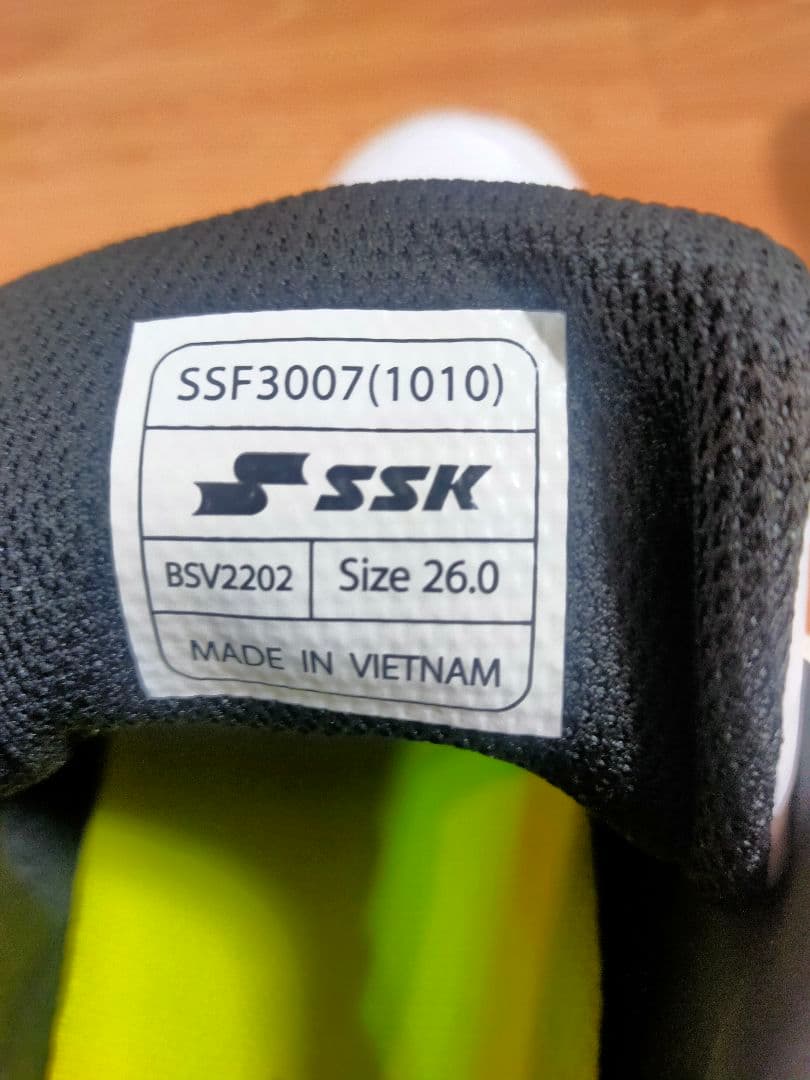 SSF3007(1010)
SSK
BSV2202 Size 26.0
MADE IN VIETNAM